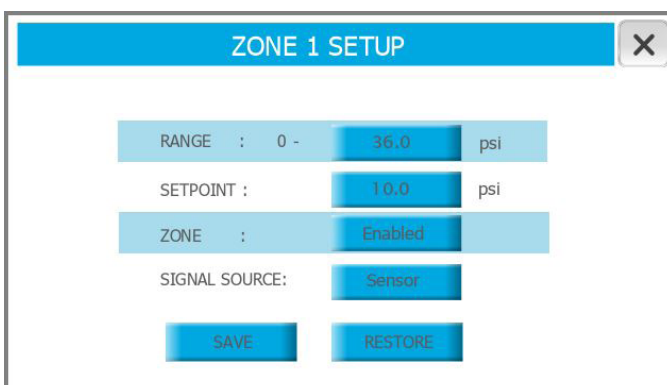 ZONE 1 SETUP
RANGE : 0 - 36.0 psi
SETPOINT : 10.0 psi
ZONE : Enabled
SIGNAL SOURCE: Sensor
SAVE RESTORE